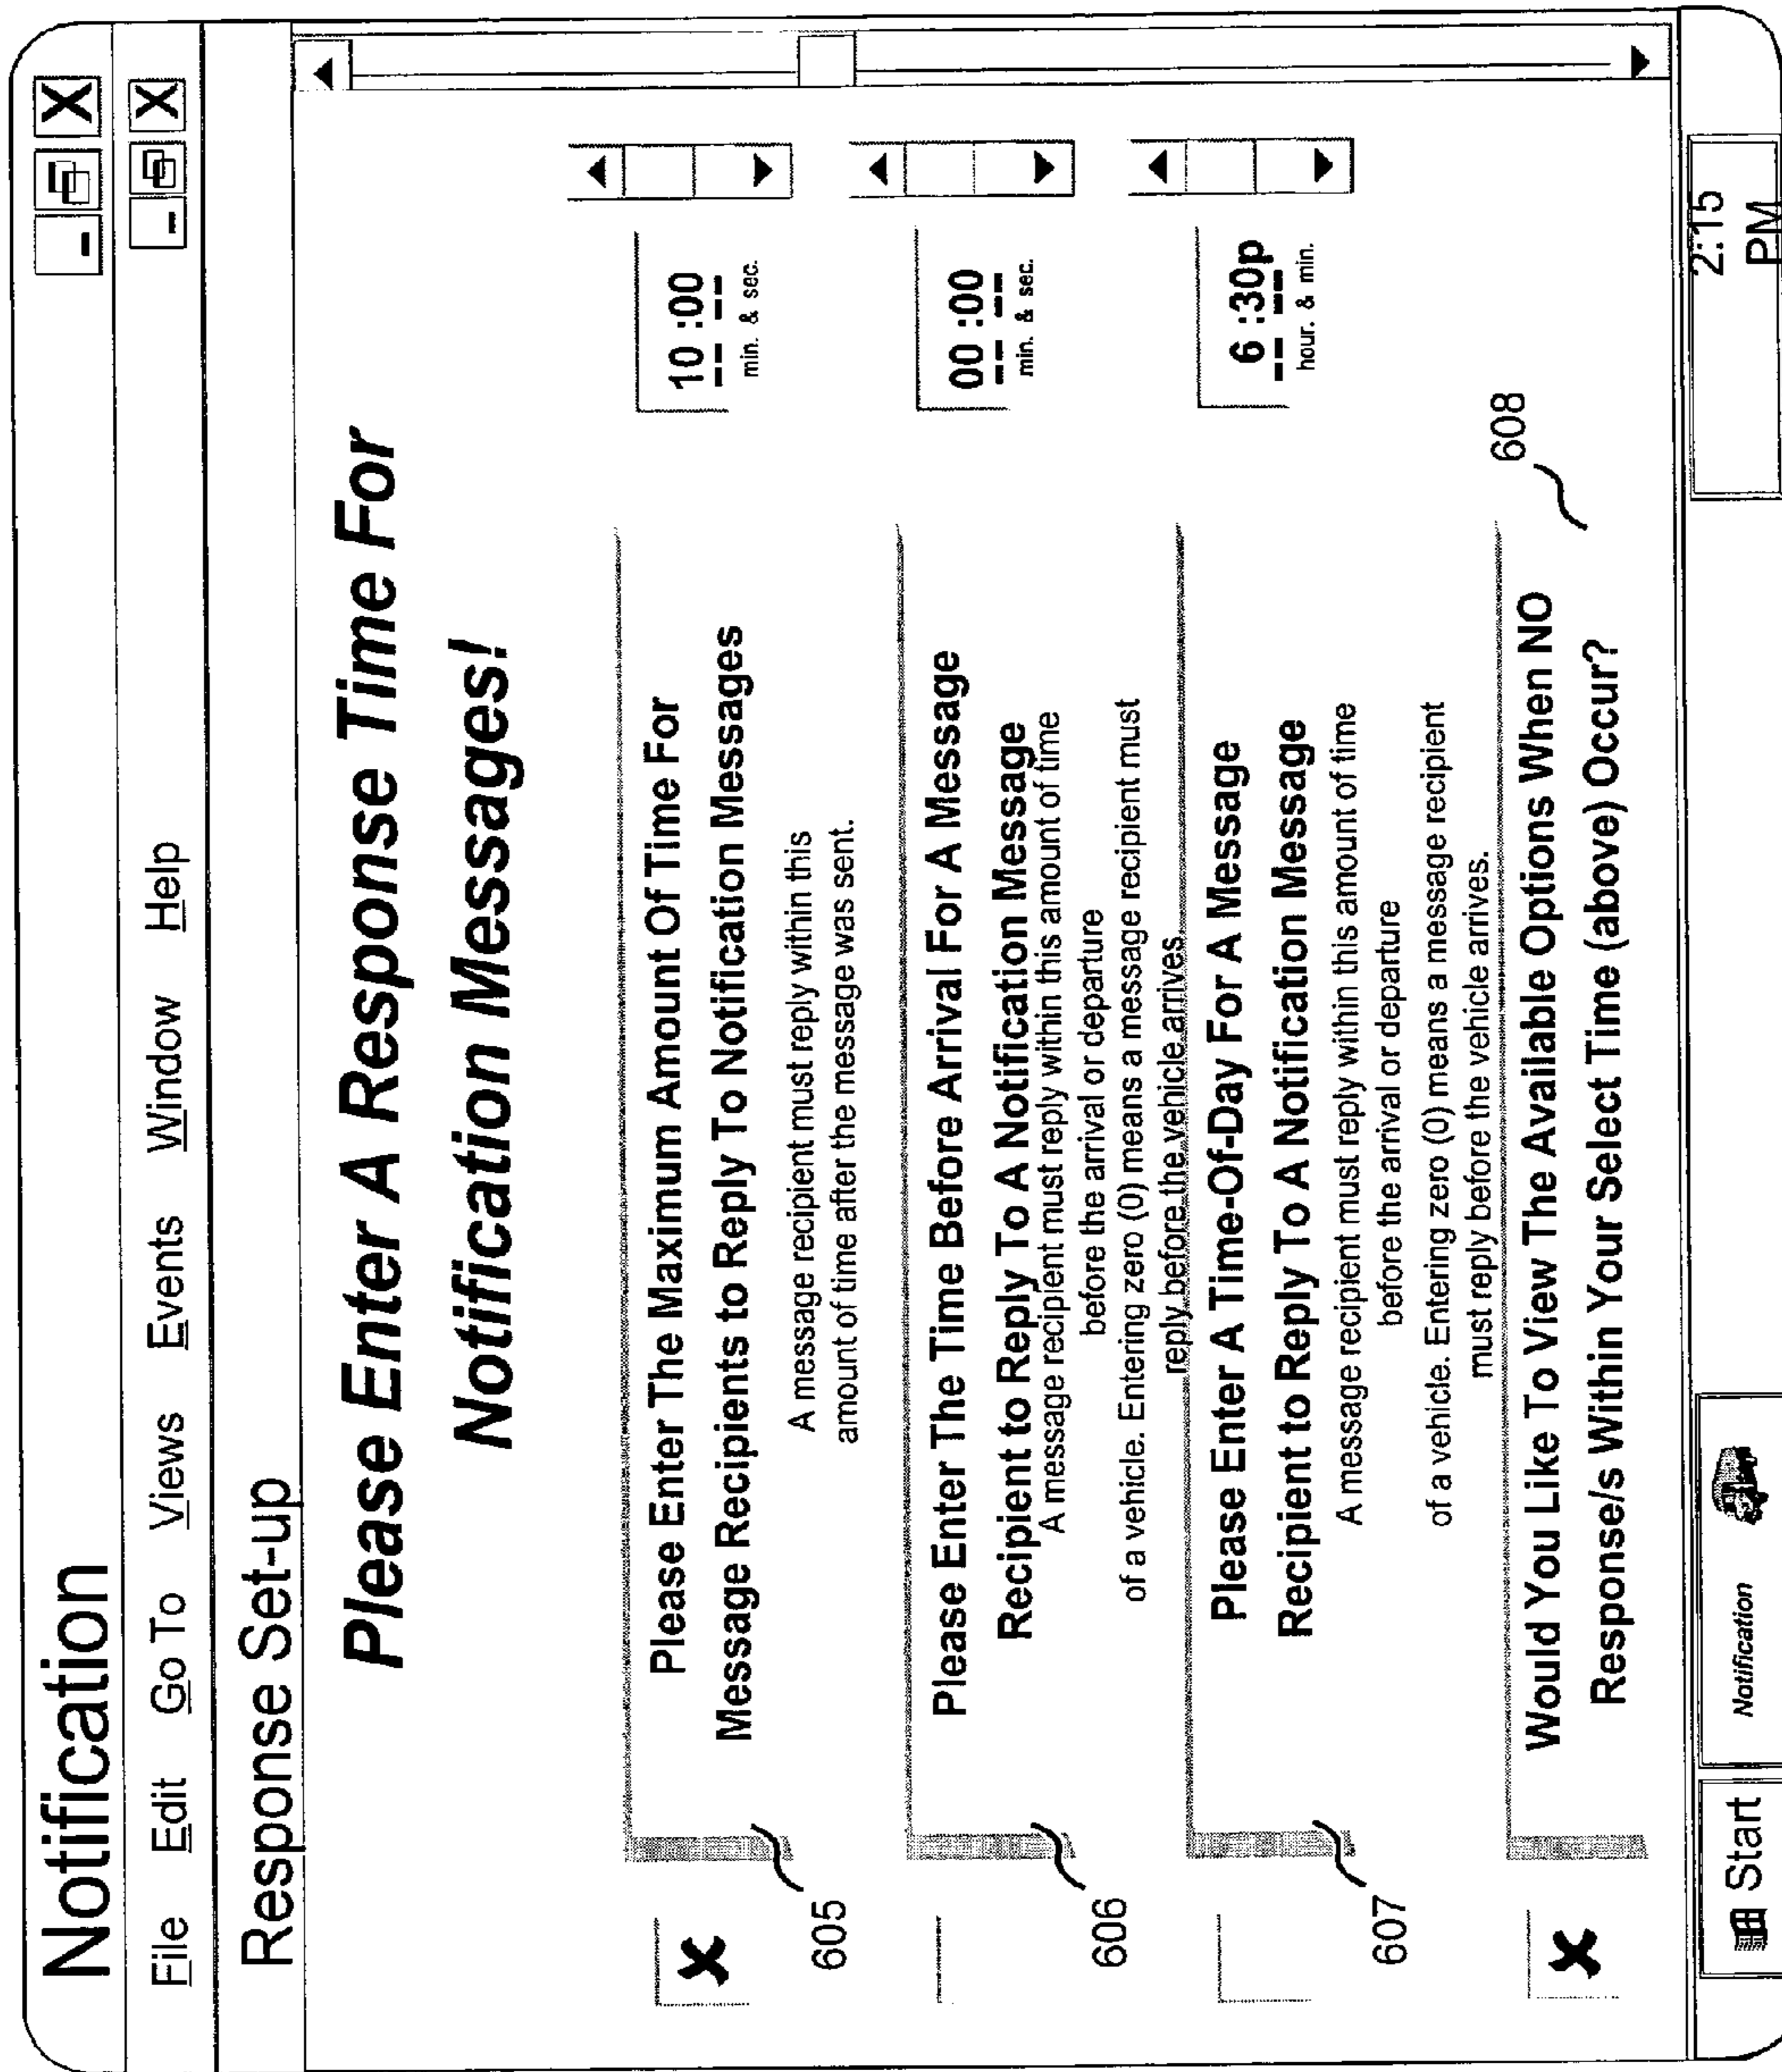 Notification
File Edit Go To Views Events Window Help
Response Set-up
Please Enter A Response Time For
Notification Messages!
Please Enter The Maximum Amount Of Time For
Message Recipients to Reply To Notification Messages
A message recipient must reply within this
amount of time after the message was sent.
10 :00
min. & sec.
605
Please Enter The Time Before Arrival For A Message
Recipient to Reply To A Notification Message
A message recipient must reply within this amount of time
before the arrival or departure
of a vehicle. Entering zero (0) means a message recipient must
reply before the vehicle arrives
00 :00
min. & sec.
606
Please Enter A Time-Of-Day For A Message
Recipient to Reply To A Notification Message
A message recipient must reply within this amount of time
before the arrival or departure
of a vehicle. Entering zero (0) means a message recipient
must reply before the vehicle arrives.
6 :30p
hour. & min.
607
608
Would You Like To View The Available Options When NO
Response/s Within Your Select Time (above) Occur?
Start
Notification
2:15
PM